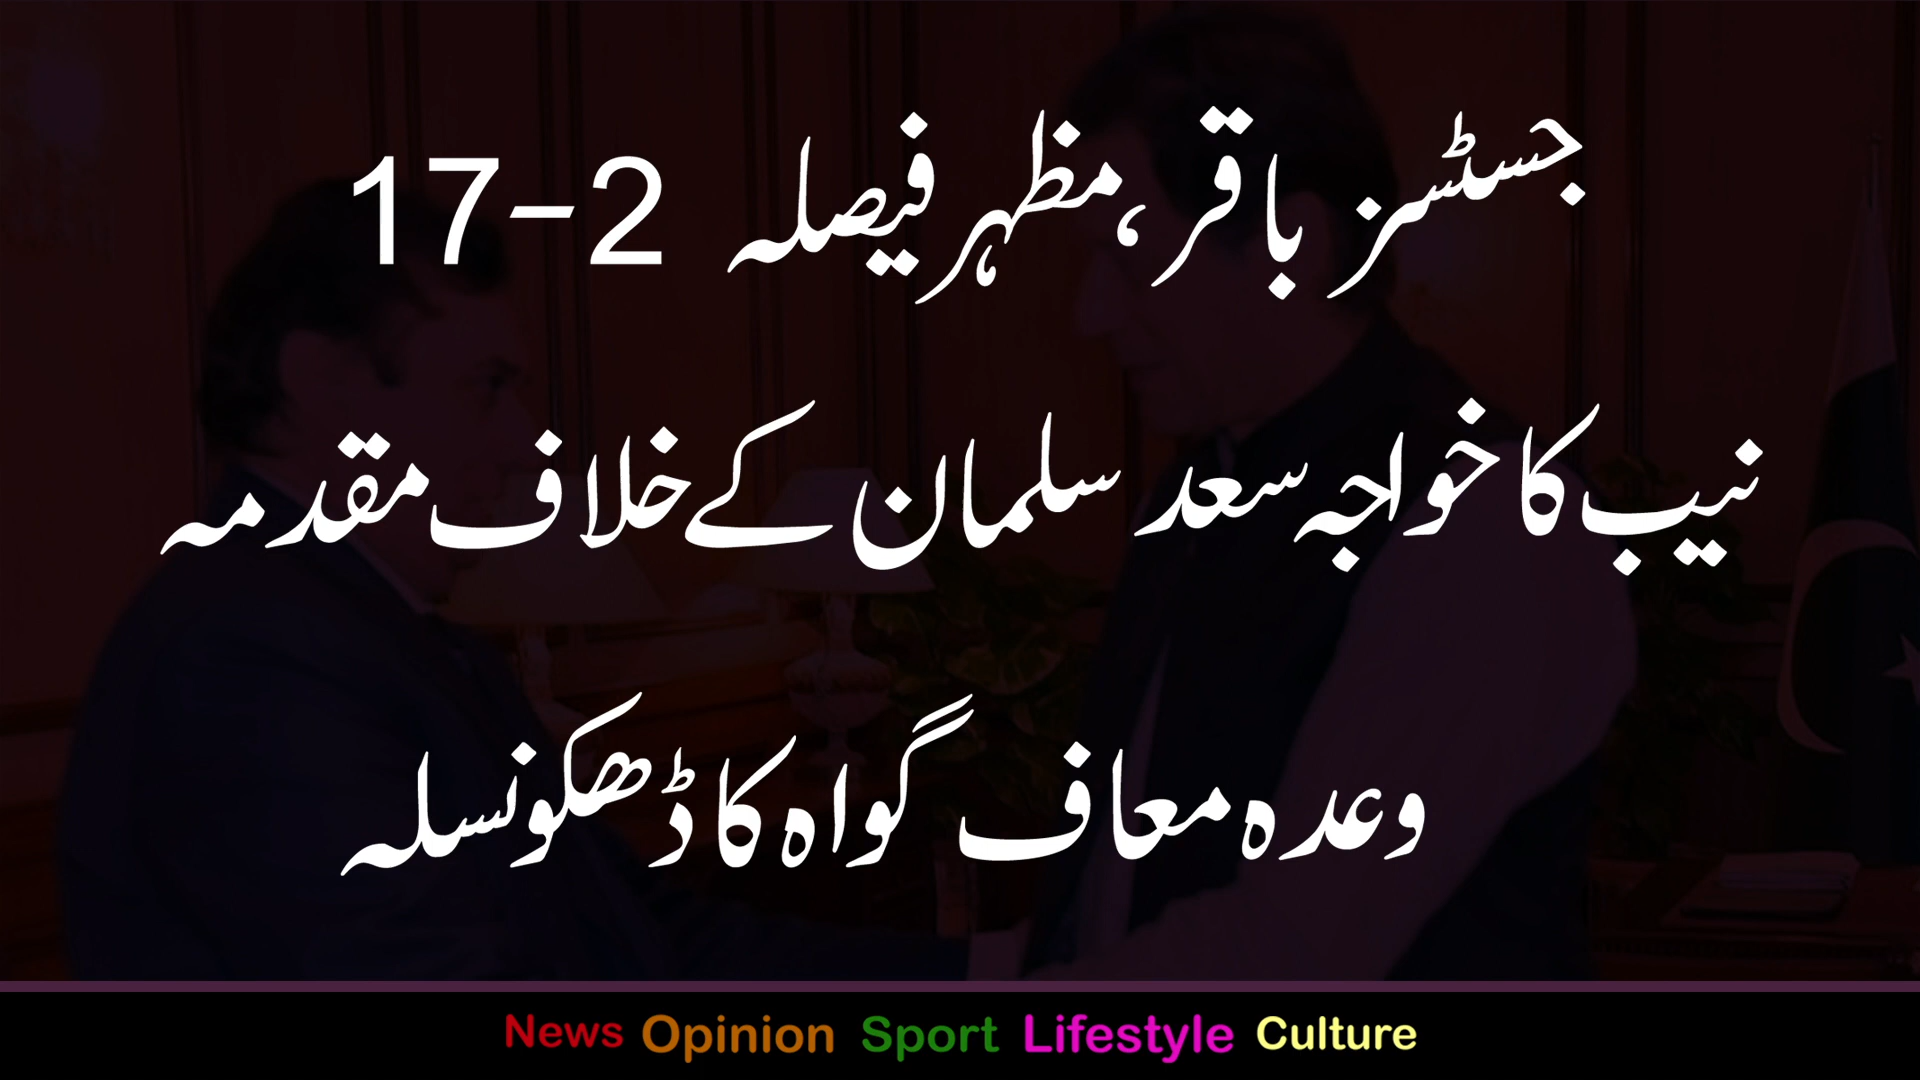 جسٹسز باقر، مظہر فیصلہ 2-17
نیب کا خواجہ سعد سلمان کے خلاف مقدمہ
وعدہ معاف گواہ کا ڈھکونسلہ
News Opinion Sport Lifestyle Culture